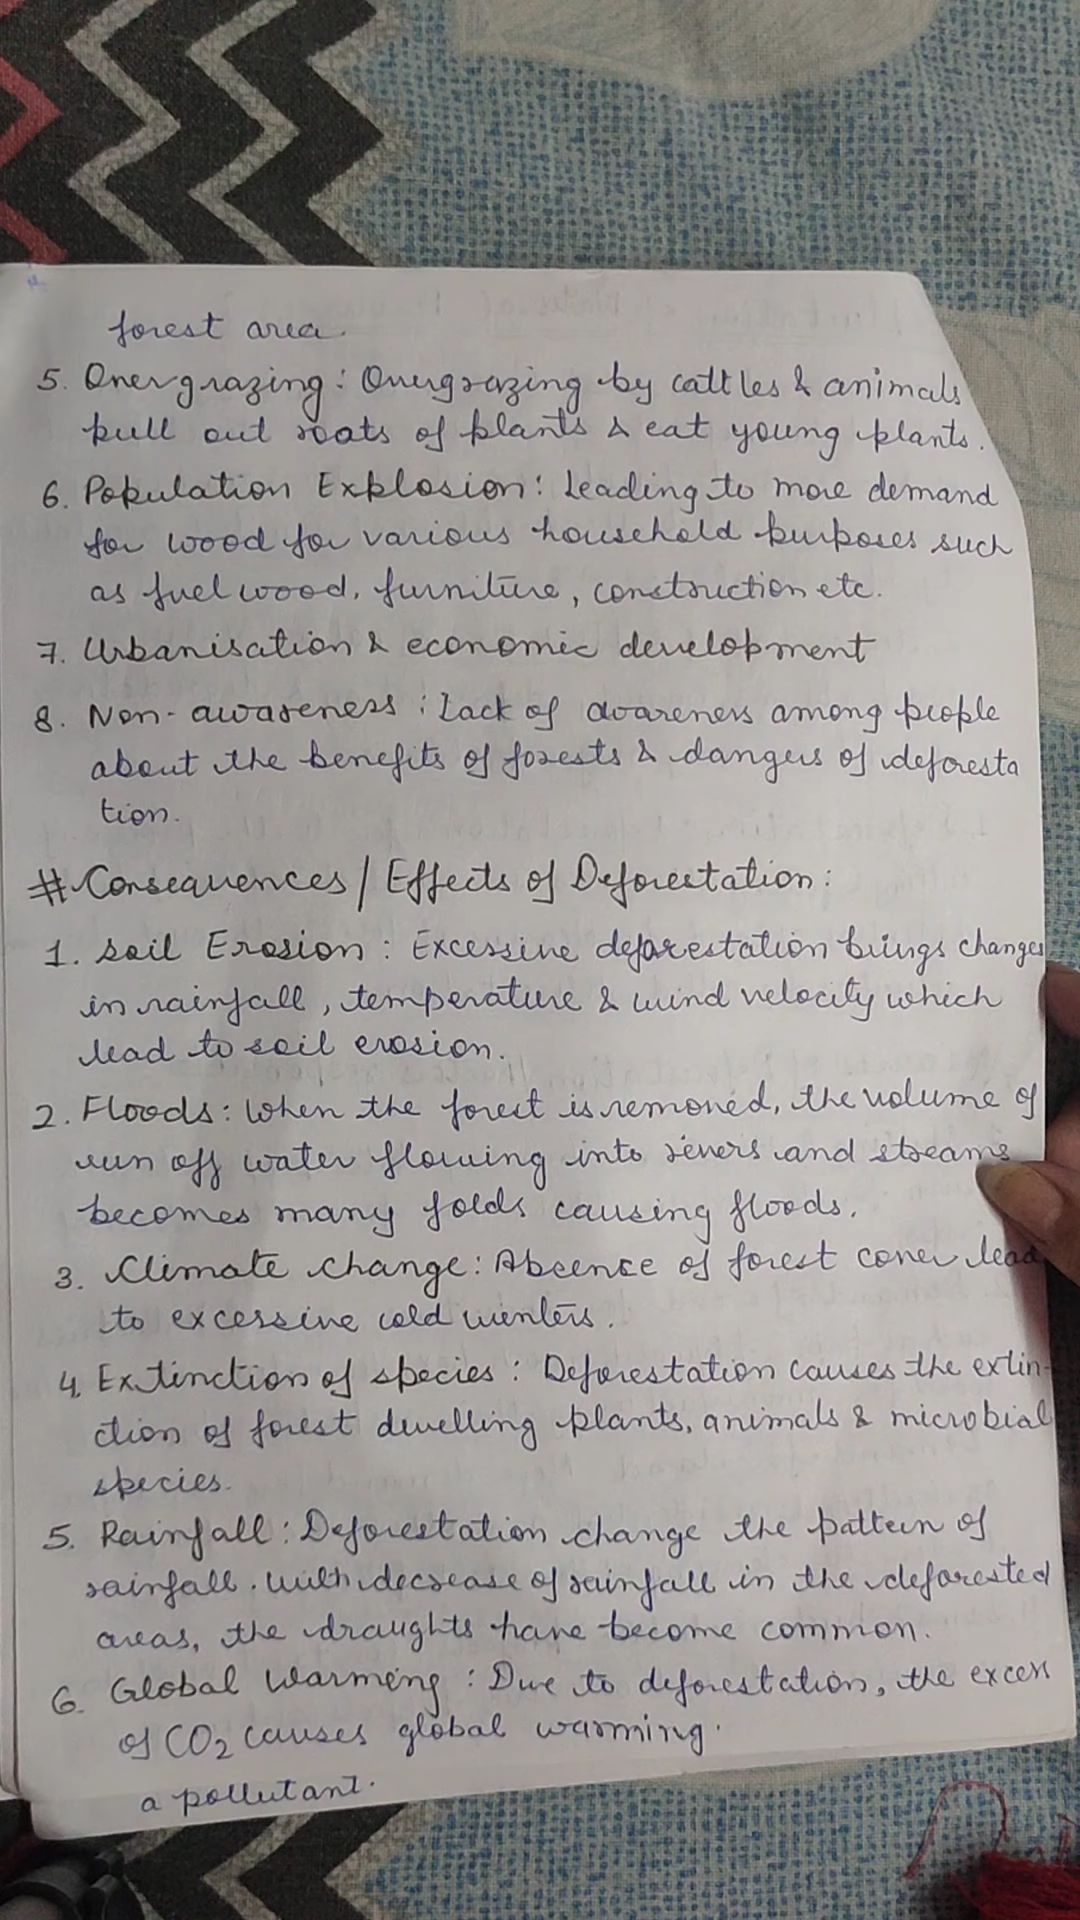 forest area.
5. Overgrazing : Overgrazing by cattles & animals
pull out roots of plants & eat young plants.
6. Population Explosion : Leading to more demand
for wood for various household purposes such
as fuel wood, furniture, construction etc.
7. Urbanisation & economic development
8. Non-awareness : Lack of awareness among people
about the benefits of forests & dangers of deforesta
tion.
# Consequences / Effects of Deforestation :
1. Soil Erosion : Excessive deforestation brings changes
in rainfall, temperature & wind velocity which
lead to soil erosion.
2. Floods : When the forest is removed, the volume of
run off water flowing into rivers and streams
becomes many folds causing floods.
3. Climate change : Absence of forest cover lead
to excessive cold winters.
4. Extinction of species : Deforestation causes the extin-
ction of forest dwelling plants, animals & microbial
species.
5. Rainfall : Deforestation change the pattern of
rainfall. With decrease of rainfall in the deforested
areas, the draughts have become common.
6. Global Warming : Due to deforestation, the excess
of CO2 causes global warming.
a pollutant.